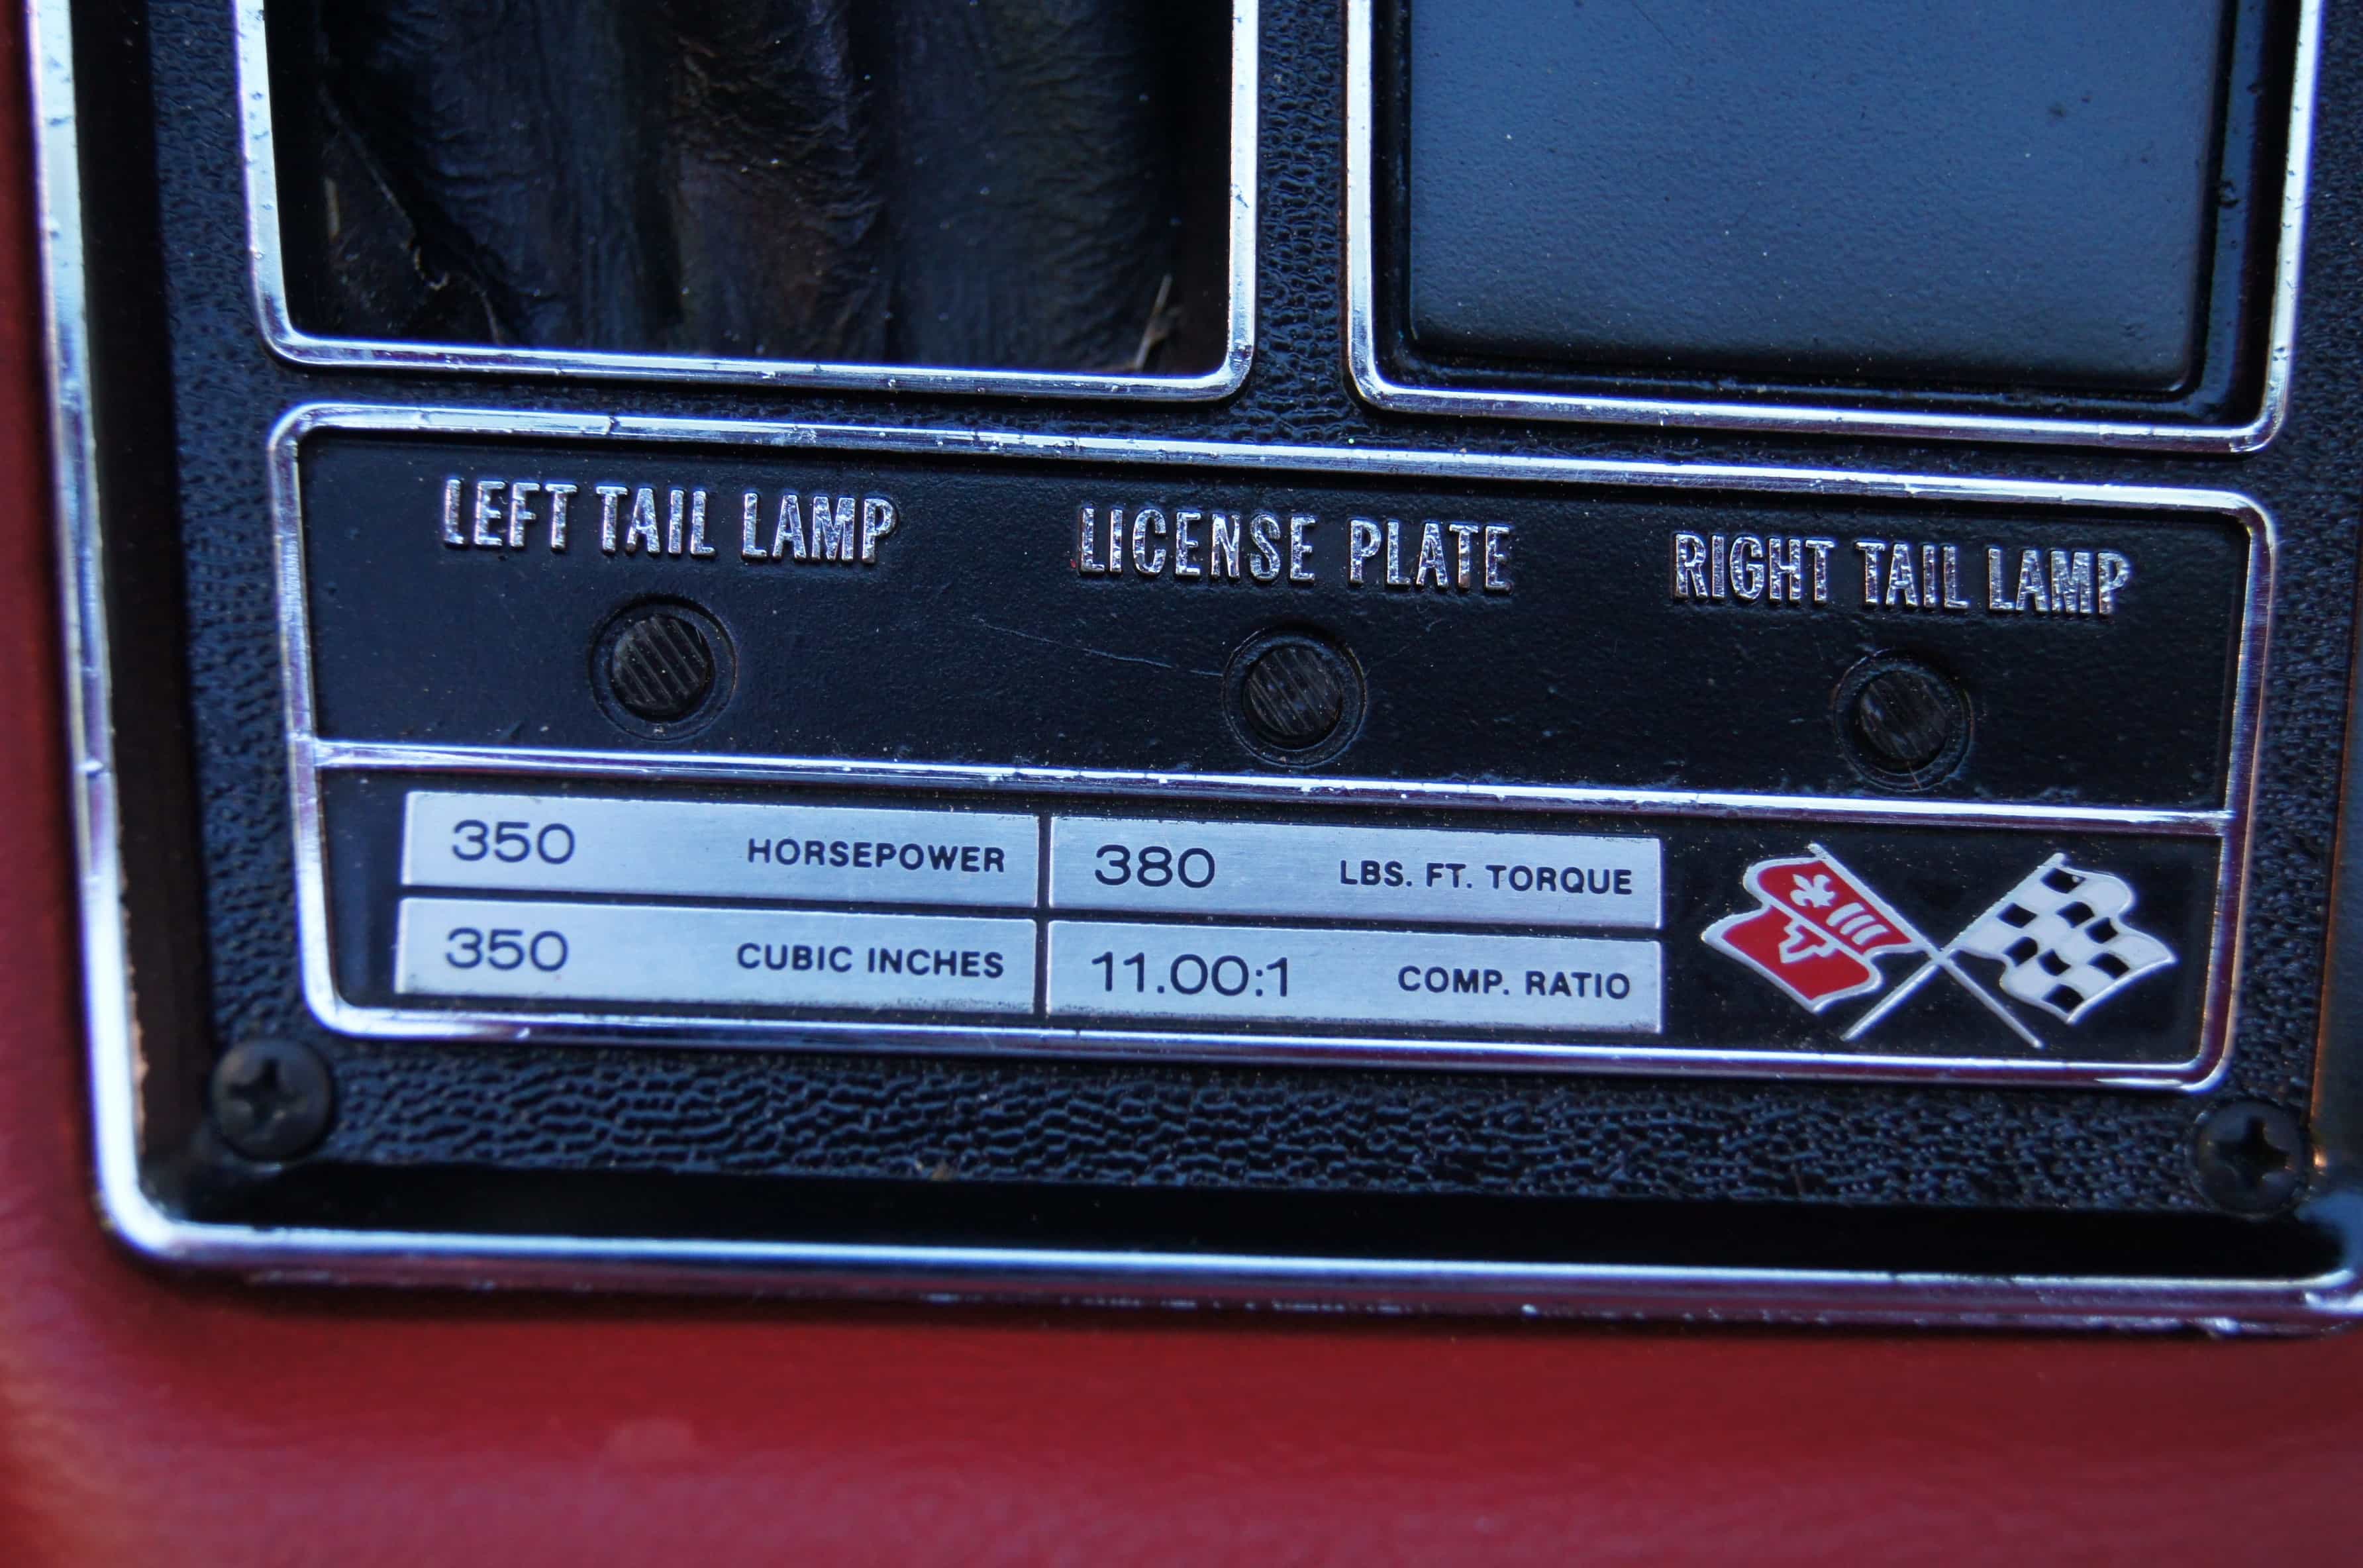 LEFT TAIL LAMP LICENSE PLATE RIGHT TAIL LAMP
350 HORSEPOWER 380 LBS. FT. TORQUE
350 CUBIC INCHES 11.00:1 COMP. RATIO